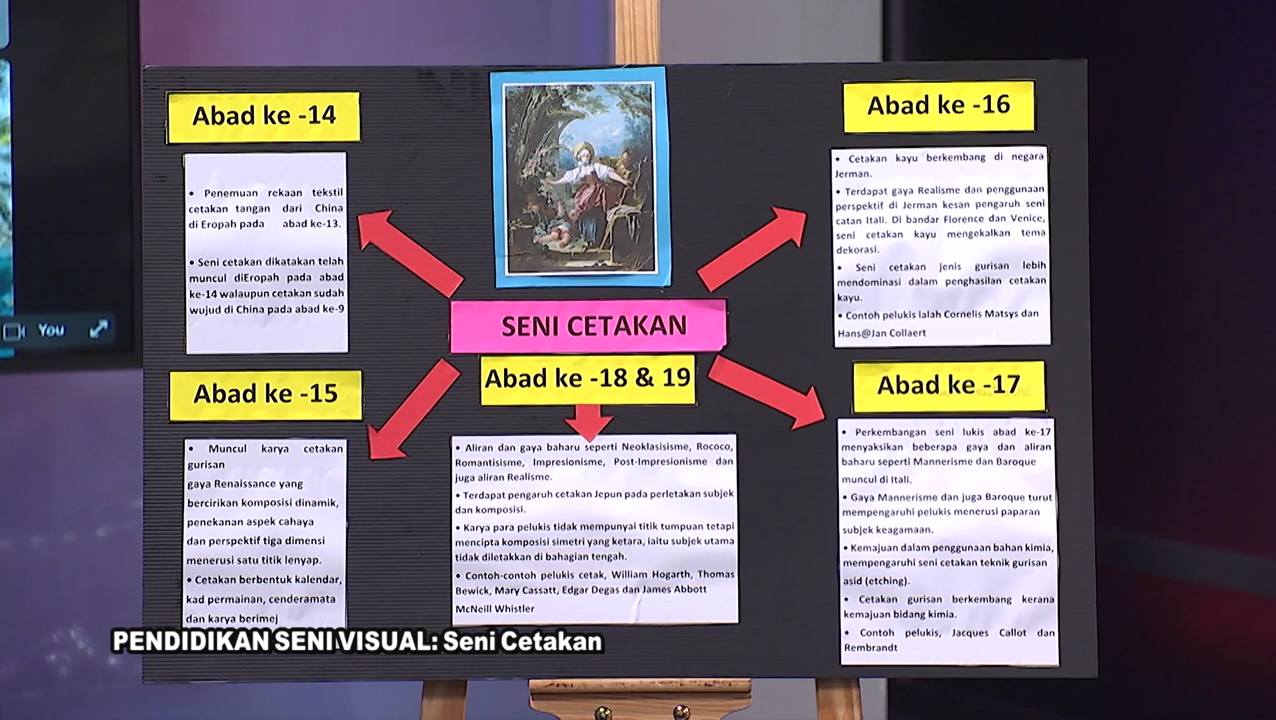 Abad ke -14
• Penemuan rekaan tekstil
cetakan tangan dari China
di Eropah pada abad ke-13.
• Seni cetakan dikatakan telah
muncul diEropah pada abad
ke-14 walaupun cetakan sudah
wujud di China pada abad ke-9
You
Abad ke -16
• Cetakan kayu berkembang di negara
Jerman.
• Terdapat gaya Realisme dan penggunaan
perspektif di Jerman kesan pengaruh seni
catan Itali. Di bandar Florence dan Venice,
seni cetakan kayu mengekalkan tema
dekorasi.
• Seni cetakan jenis gurisan lebih
mendominasi dalam penghasilan cetakan
kayu.
• Contoh pelukis ialah Cornelis Matsys dan
Hans@Jan Collaert
SENI CETAKAN
Abad ke -15
• Muncul karya cetakan
gurisan
gaya Renaissance yang
bercirikan komposisi dinamik,
penekanan aspek cahaya
dan perspektif tiga dimensi
menerusi satu titik lenyap.
• Cetakan berbentuk kalendar,
kad permainan, cenderamata
dan karya berimej
Abad ke -18 & 19
• Aliran dan gaya baharu seperti Neoklasisisme, Rococo,
Romantisisme, Impresionisme, Post-Impresionisme dan
juga aliran Realisme.
• Terdapat pengaruh cetakan Jepun pada perletakan subjek
dan komposisi.
• Karya para pelukis tidak mempunyai titik tumpuan tetapi
mencipta komposisi simetri yang ketara, iaitu subjek utama
tidak diletakkan di bahagian tengah.
• Contoh-contoh pelukis cetak, William Hogarth, Thomas
Bewick, Mary Cassatt, Edgar Degas dan James Abbott
McNeill Whistler
Abad ke -17
• Perkembangan seni lukis abad ke-17
menyaksikan beberapa gaya dan aliran
baharu seperti Mannerisme dan Baroque
muncul di Itali.
• Gaya Mannerisme dan juga Baroque turut
mempengaruhi pelukis menerusi paparan
subjek keagamaan.
• Kemajuan dalam penggunaan bahan kimia,
mempengaruhi seni cetakan teknik gurisan
asid (etching).
• Cetakan gurisan berkembang kerana
kemajuan bidang kimia.
• Contoh pelukis, Jacques Callot dan
Rembrandt
PENDIDIKAN SENI VISUAL: Seni Cetakan